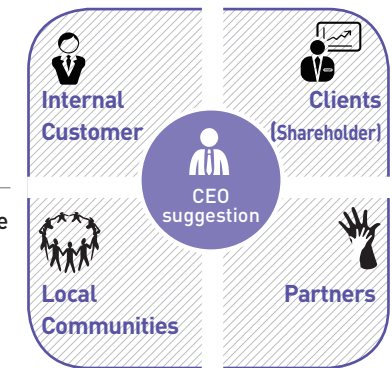 Internal
Customer
Clients
(Shareholder)
CEO
suggestion
e
Local
Communities
Partners